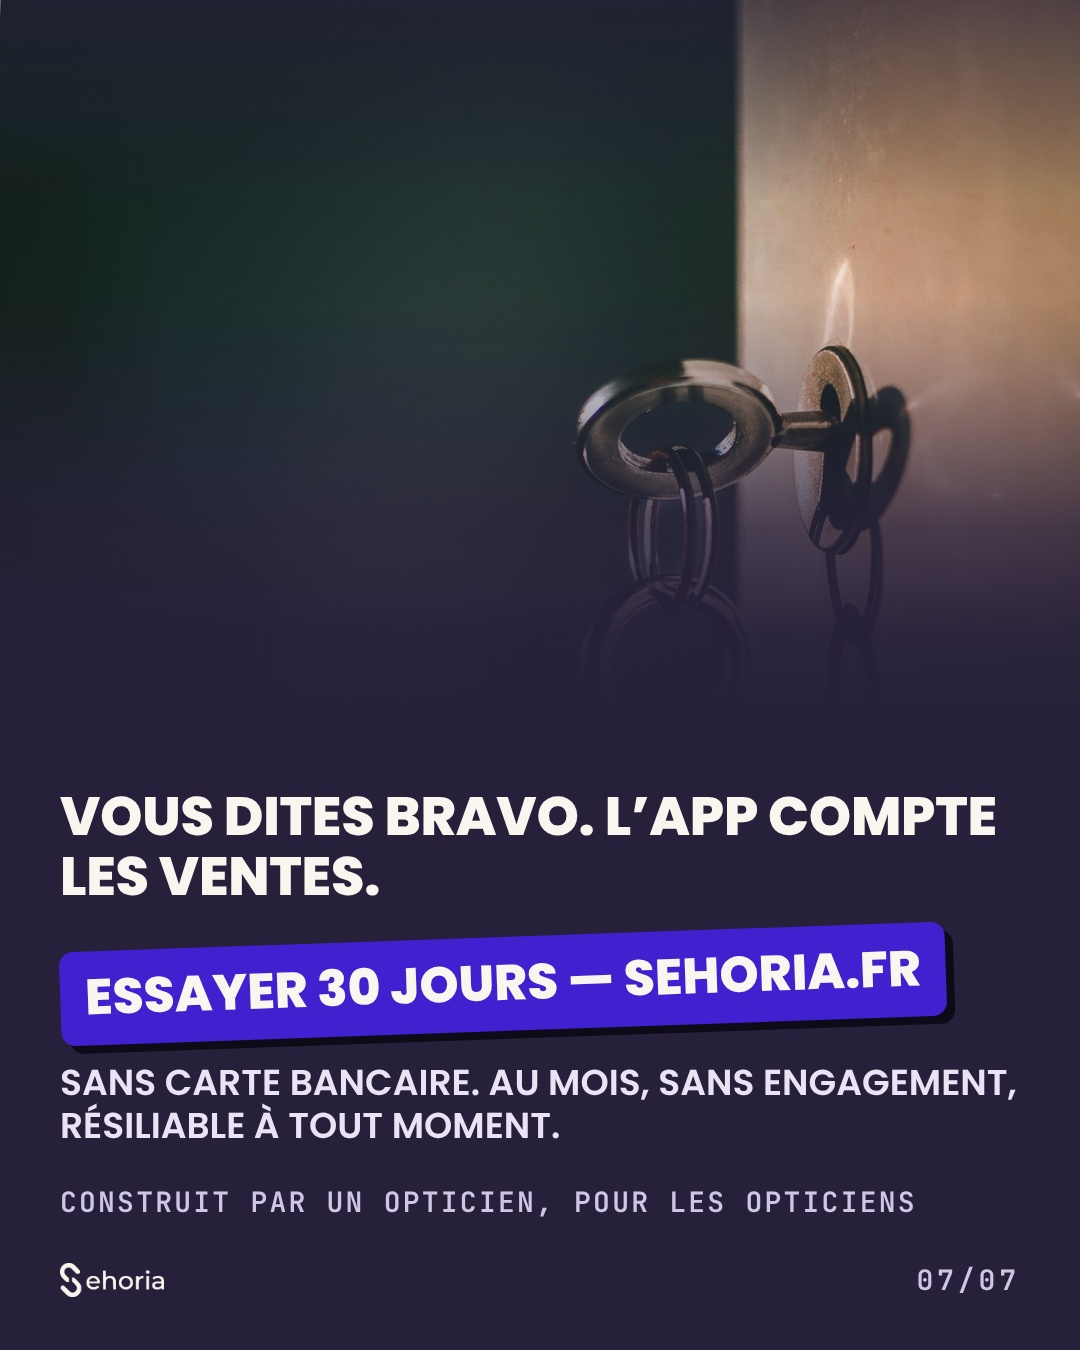 VOUS DITES BRAVO. L’APP COMPTE
LES VENTES.
ESSAYER 30 JOURS — SEHORIA.FR
SANS CARTE BANCAIRE. AU MOIS, SANS ENGAGEMENT,
RÉSILIABLE À TOUT MOMENT.
CONSTRUIT PAR UN OPTICIEN, POUR LES OPTICIENS
Sehoria
07/07